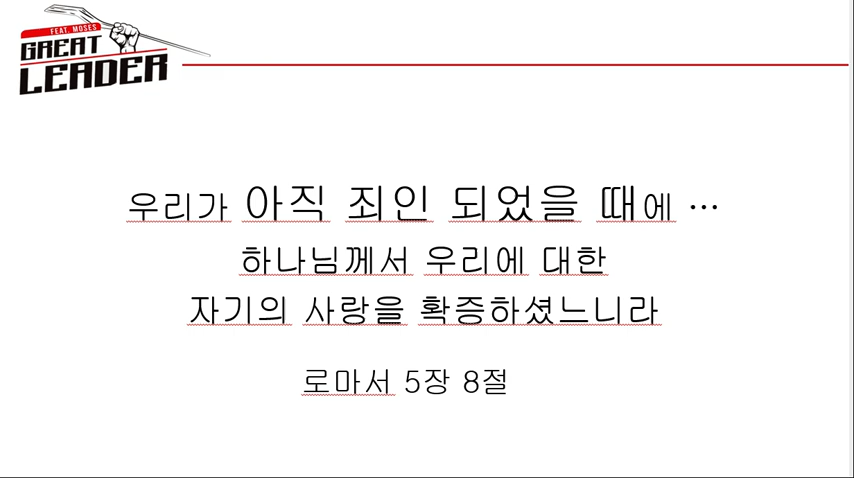 FEAT. MOSES
GREAT
LEADER
우리가 아직 죄인 되었을 때에 …
하나님께서 우리에 대한
자기의 사랑을 확증하셨느니라
로마서 5장 8절